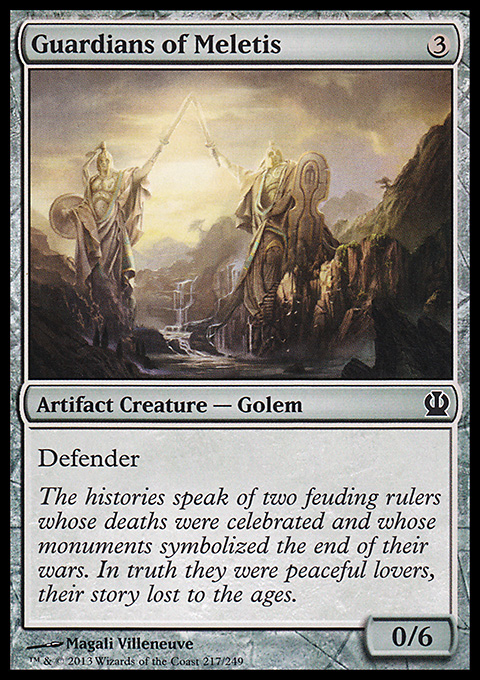 Guardians of Meletis 3
Artifact Creature — Golem
Defender
The histories speak of two feuding rulers
whose deaths were celebrated and whose
monuments symbolized the end of their
wars. In truth they were peaceful lovers,
their story lost to the ages.
Magali Villeneuve
0/6
™ & © 2013 Wizards of the Coast 217/249